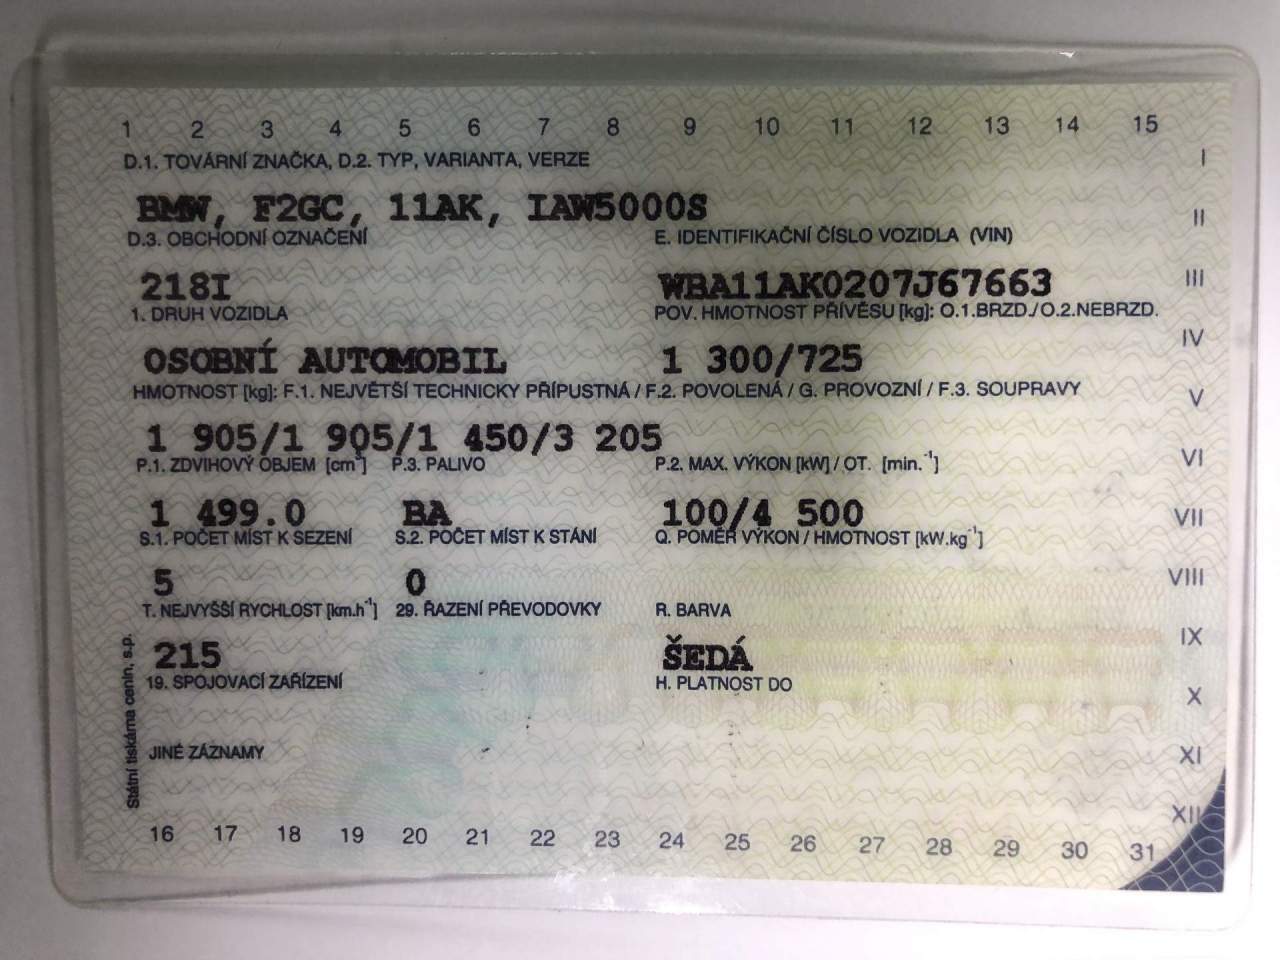 1 2 3 4 5 6 7 8 9 10 11 12 13 14 15
D.1. TOVÁRNÍ ZNAČKA, D.2. TYP, VARIANTA, VERZE I
BMW, F2GC, 11AK, IAW5000S II
D.3. OBCHODNÍ OZNAČENÍ E. IDENTIFIKAČNÍ ČÍSLO VOZIDLA (VIN)
218I WBA11AK0207J67663 III
1. DRUH VOZIDLA POV. HMOTNOST PŘÍVĚSU [kg]: O.1.BRZD./O.2.NEBRZD.
OSOBNÍ AUTOMOBIL 1 300/725 IV
HMOTNOST [kg]: F.1. NEJVĚTŠÍ TECHNICKY PŘÍPUSTNÁ / F.2. POVOLENÁ / G. PROVOZNÍ / F.3. SOUPRAVY V
1 905/1 905/1 450/3 205
P.1. ZDVIHOVÝ OBJEM [cm³] P.3. PALIVO P.2. MAX. VÝKON [kW] / OT. [min.⁻¹] VI
1 499.0 BA 100/4 500 VII
S.1. POČET MÍST K SEZENÍ S.2. POČET MÍST K STÁNÍ Q. POMĚR VÝKON / HMOTNOST [kW.kg⁻¹]
5 0 VIII
T. NEJVYŠŠÍ RYCHLOST [km.h⁻¹] 29. ŘAZENÍ PŘEVODOVKY R. BARVA
215 ŠEDÁ IX
19. SPOJOVACÍ ZAŘÍZENÍ H. PLATNOST DO X
JINÉ ZÁZNAMY XI
XII
16 17 18 19 20 21 22 23 24 25 26 27 28 29 30 31
Státní tiskárna cenin, s.p.